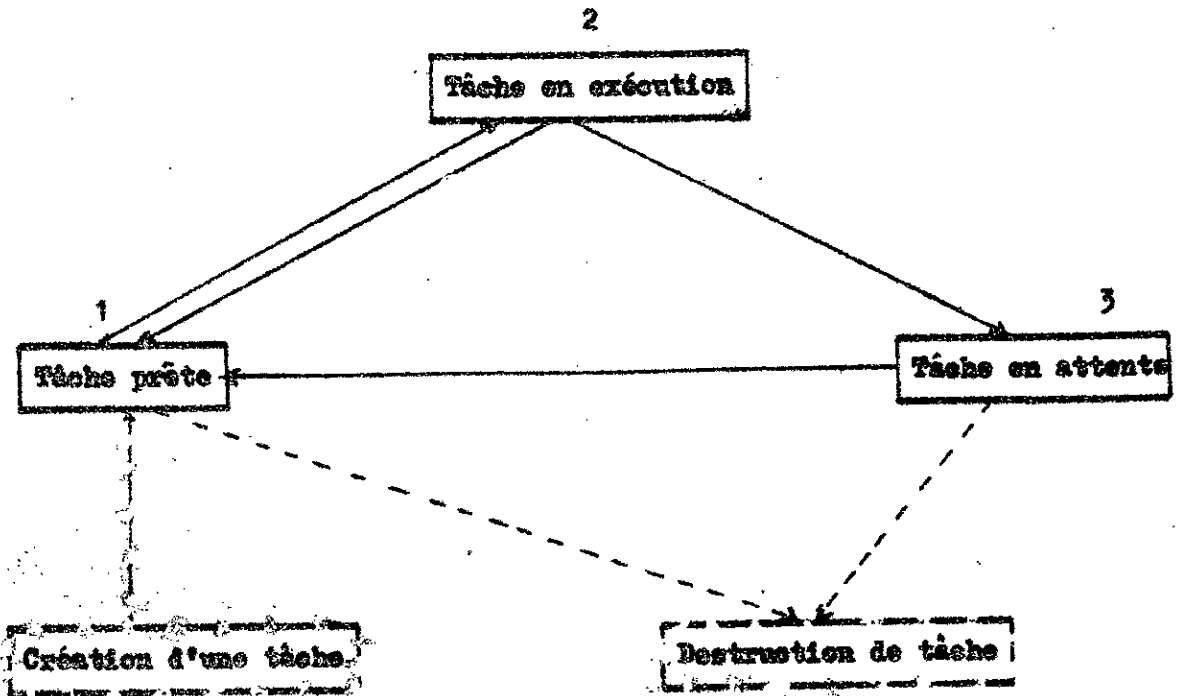 2
Tâche en exécution
1
3
Tâche prête
Tâche en attente
Création d'une tâche
Destruction de tâche